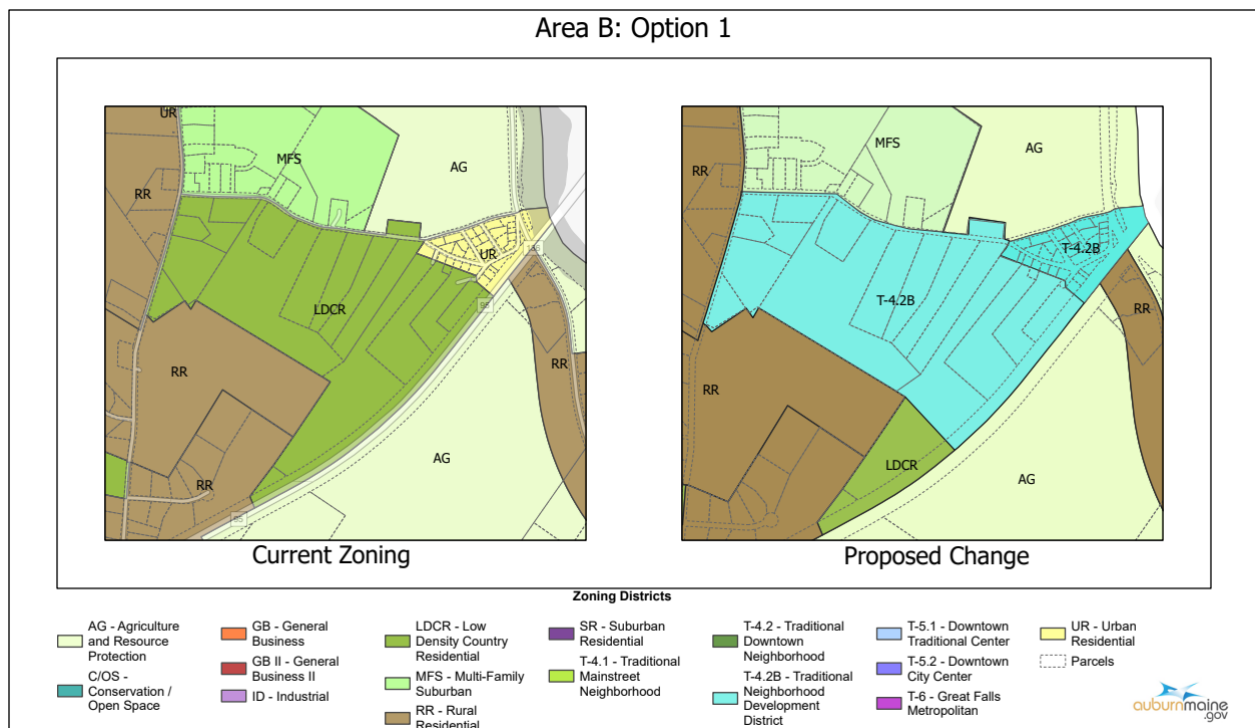 Area B: Option 1
UR
MFS
AG
RR
UR
136
LDCR
95
RR
RR
AG
RR
95
Current Zoning
MFS
AG
RR
T-4.2B
T-4.2B
RR
RR
LDCR
AG
Proposed Change
Zoning Districts
AG - Agriculture
and Resource
Protection
C/OS -
Conservation /
Open Space
GB - General
Business
GB II - General
Business II
ID - Industrial
LDCR - Low
Density Country
Residential
MFS - Multi-Family
Suburban
RR - Rural
Residential
SR - Suburban
Residential
T-4.1 - Traditional
Mainstreet
Neighborhood
T-4.2 - Traditional
Downtown
Neighborhood
T-4.2B - Traditional
Neighborhood
Development
District
T-5.1 - Downtown
Traditional Center
T-5.2 - Downtown
City Center
T-6 - Great Falls
Metropolitan
UR - Urban
Residential
Parcels
auburnmaine
.gov